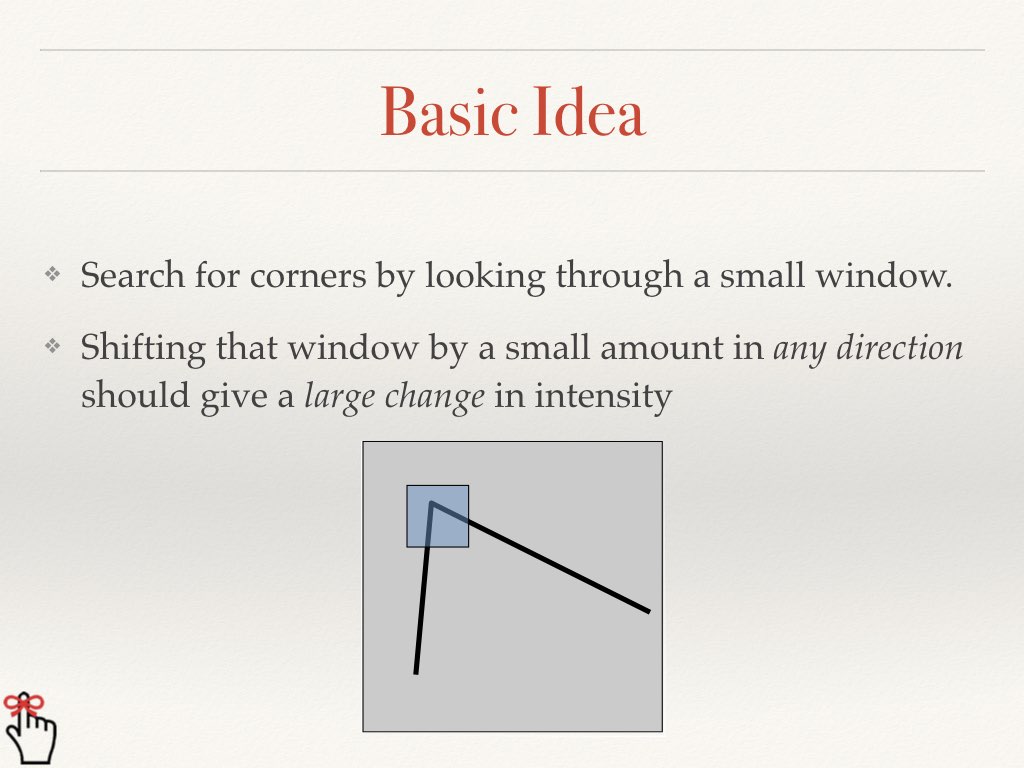 Basic Idea
Search for corners by looking through a small window.
Shifting that window by a small amount in any direction
should give a large change in intensity